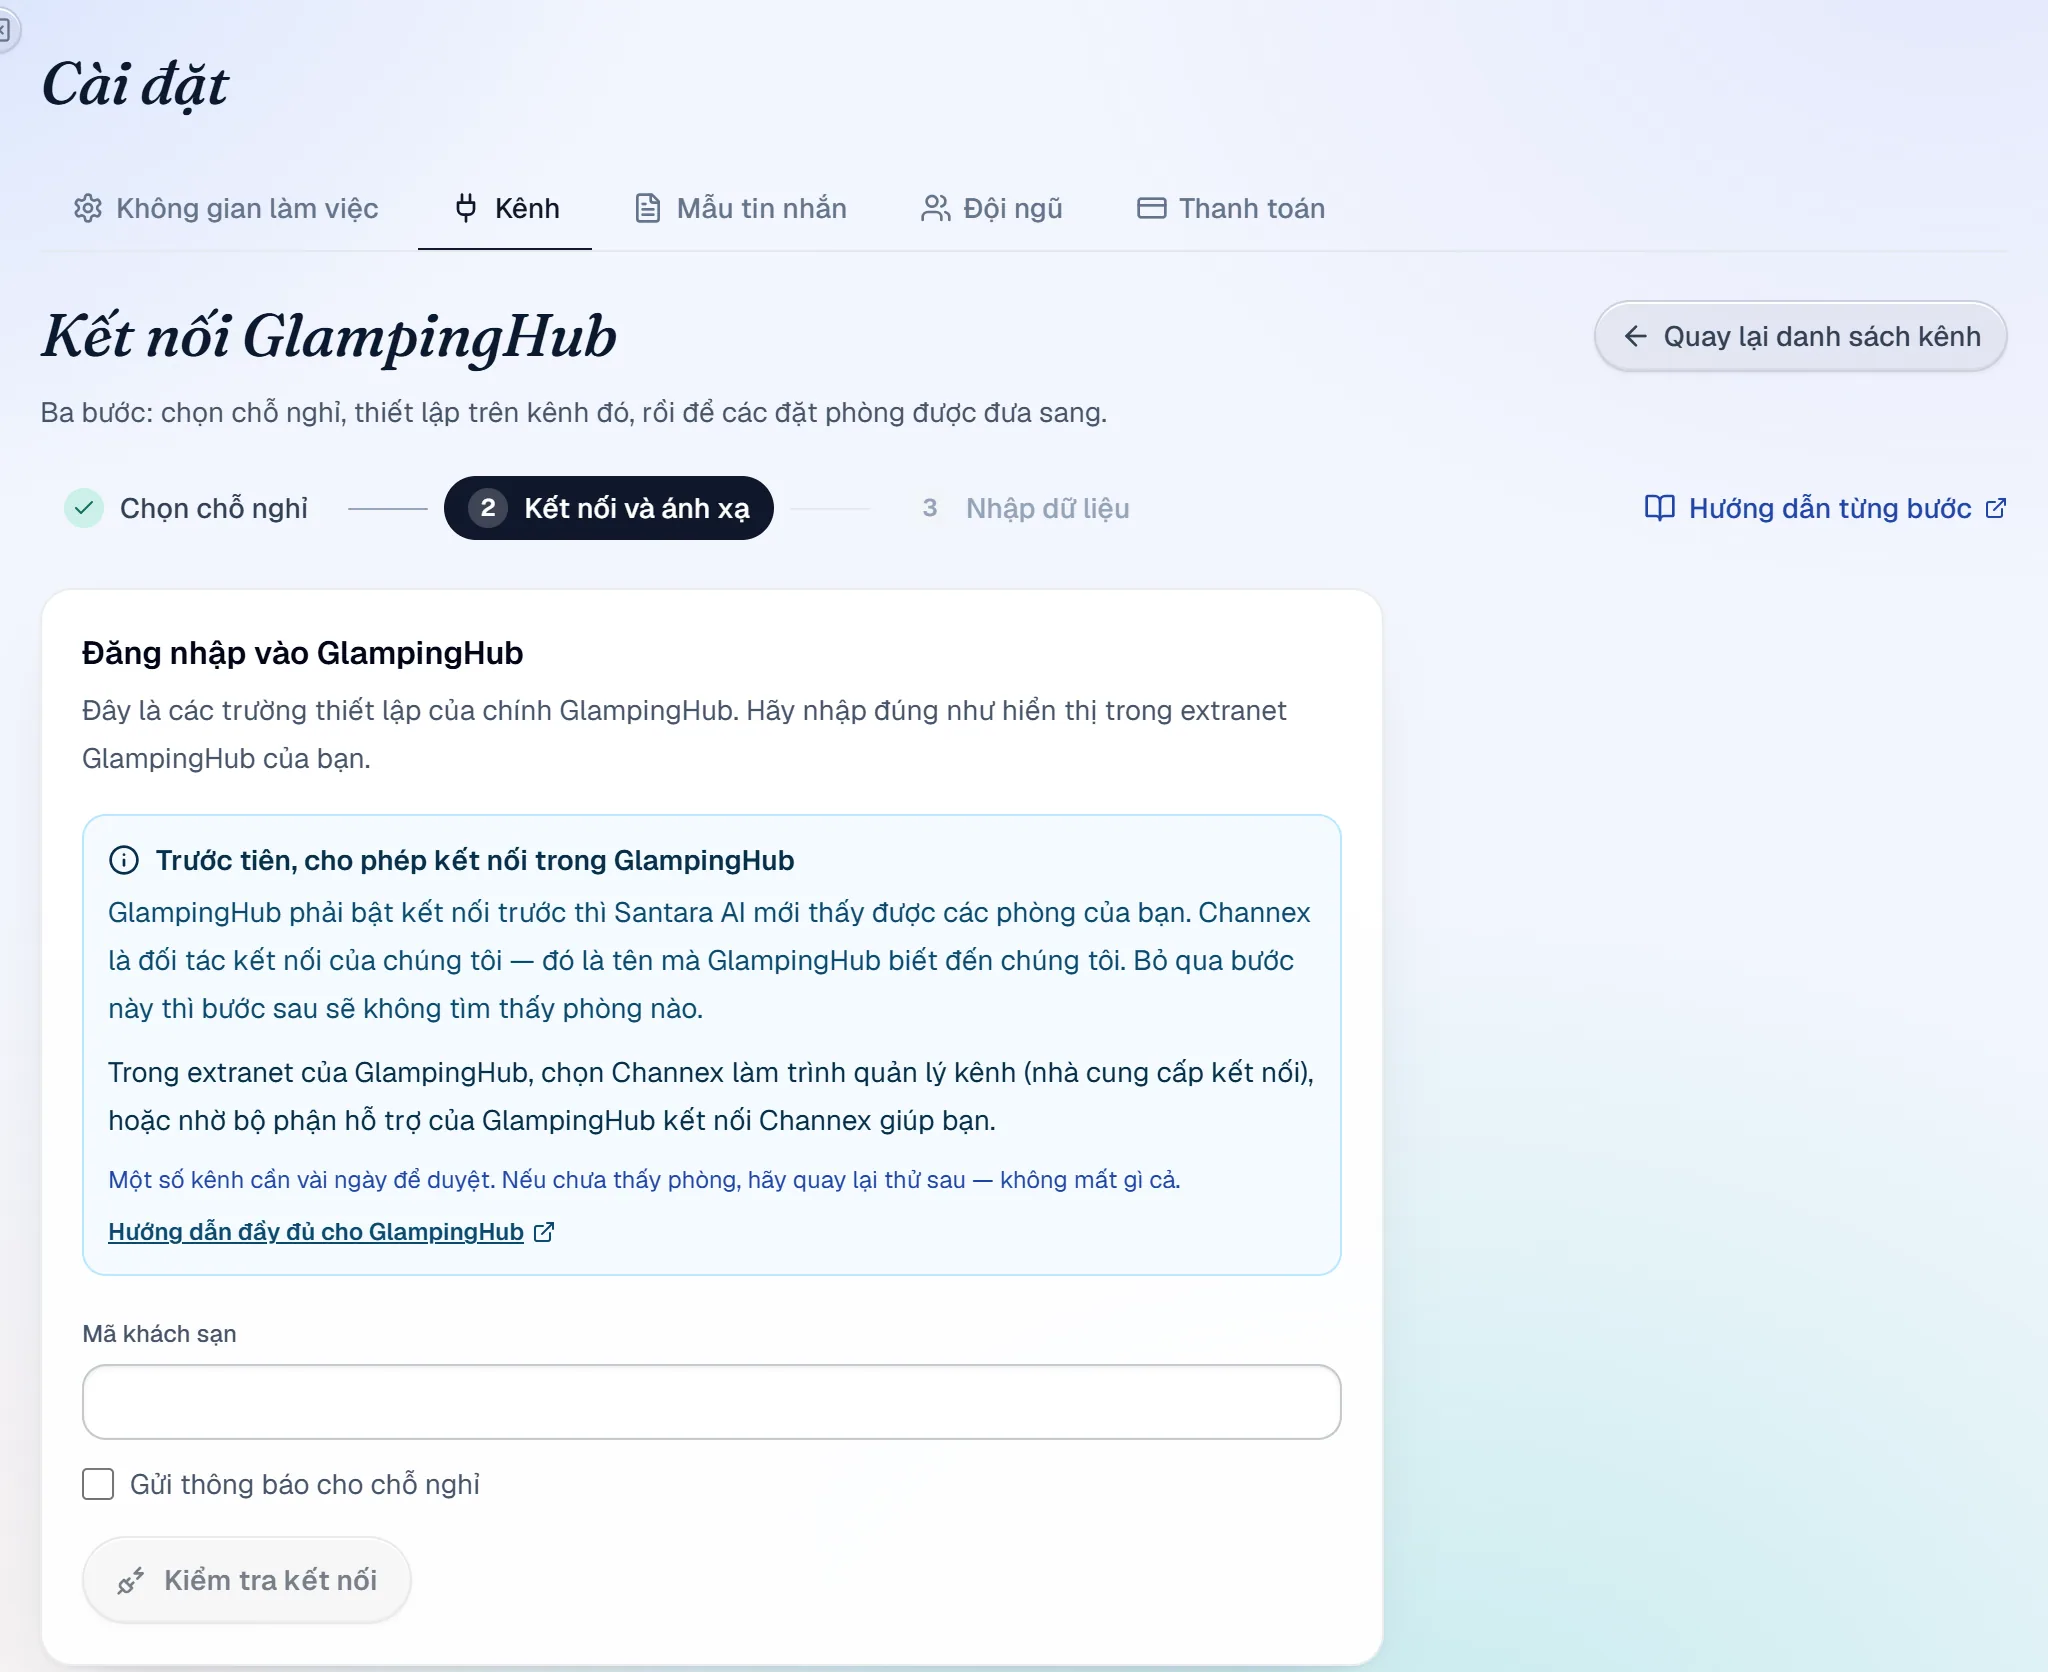 Cài đặt
Không gian làm việc
Kênh
Mẫu tin nhắn
Đội ngũ
Thanh toán
Kết nối GlampingHub
Quay lại danh sách kênh
Ba bước: chọn chỗ nghỉ, thiết lập trên kênh đó, rồi để các đặt phòng được đưa sang.
Chọn chỗ nghỉ
2 Kết nối và ánh xạ
3 Nhập dữ liệu
Hướng dẫn từng bước
Đăng nhập vào GlampingHub
Đây là các trường thiết lập của chính GlampingHub. Hãy nhập đúng như hiển thị trong extranet
GlampingHub của bạn.
Trước tiên, cho phép kết nối trong GlampingHub
GlampingHub phải bật kết nối trước thì Santara AI mới thấy được các phòng của bạn. Channex
là đối tác kết nối của chúng tôi — đó là tên mà GlampingHub biết đến chúng tôi. Bỏ qua bước
này thì bước sau sẽ không tìm thấy phòng nào.
Trong extranet của GlampingHub, chọn Channex làm trình quản lý kênh (nhà cung cấp kết nối),
hoặc nhờ bộ phận hỗ trợ của GlampingHub kết nối Channex giúp bạn.
Một số kênh cần vài ngày để duyệt. Nếu chưa thấy phòng, hãy quay lại thử sau — không mất gì cả.
Hướng dẫn đầy đủ cho GlampingHub
Mã khách sạn
Gửi thông báo cho chỗ nghỉ
Kiểm tra kết nối